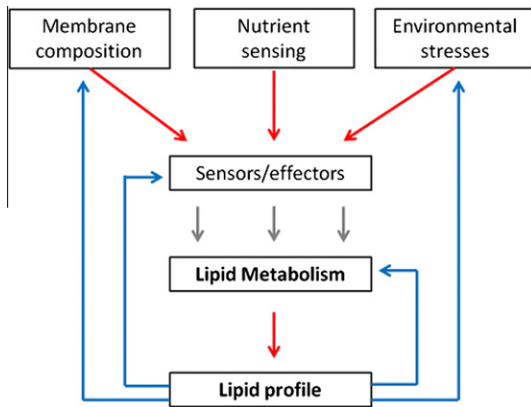 Membrane
composition
Nutrient
sensing
Environmental
stresses
Sensors/effectors
Lipid Metabolism
Lipid profile